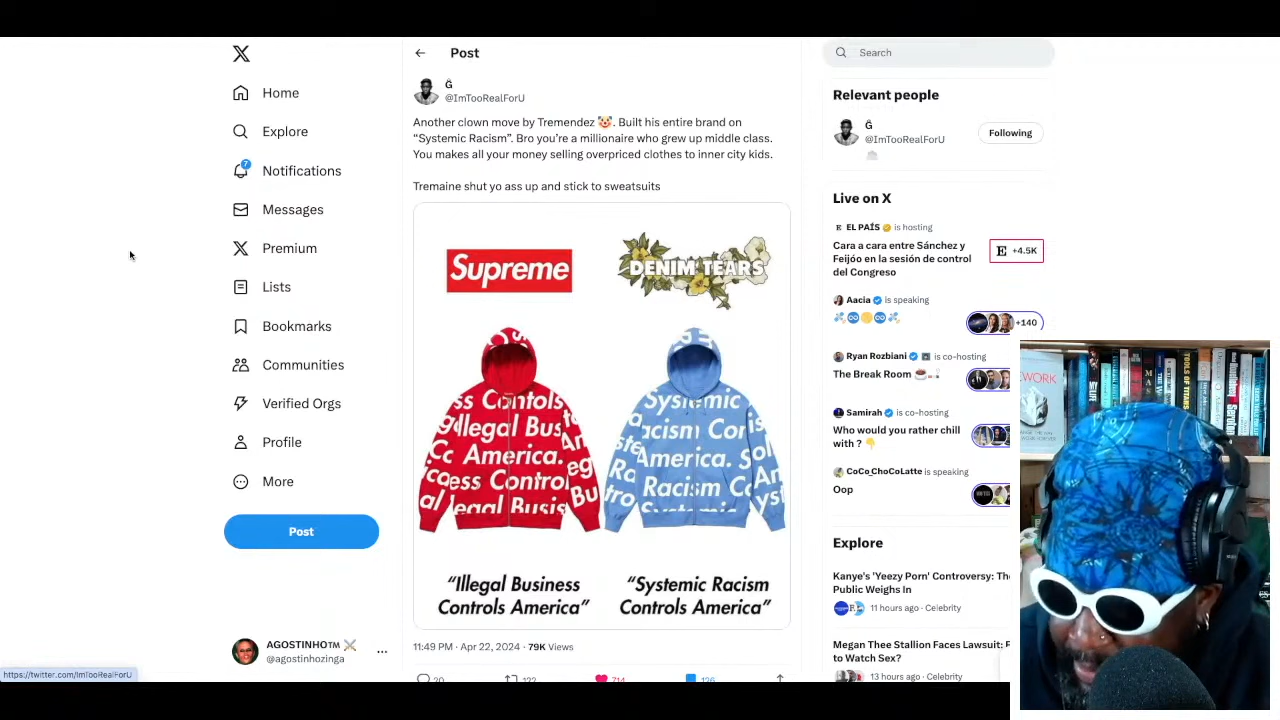 Post
Search
Home
Explore
7
Notifications
Messages
Premium
Lists
Bookmarks
Communities
Verified Orgs
Profile
More
Post
AGOSTINHO™
@agostinhozinga
https://twitter.com/ImTooRealForU
Ğ
@ImTooRealForU
Another clown move by Tremendez 🤡. Built his entire brand on
“Systemic Racism”. Bro you’re a millionaire who grew up middle class.
You makes all your money selling overpriced clothes to inner city kids.
Tremaine shut yo ass up and stick to sweatsuits
Supreme
DENIM TEARS
“Illegal Business
Controls America”
“Systemic Racism
Controls America”
11:49 PM · Apr 22, 2024 · 79K Views
20
122
714
136
Relevant people
Ğ
@ImTooRealForU
Following
Live on X
E EL PAÍS is hosting
Cara a cara entre Sánchez y
Feijóo en la sesión de control
del Congreso
E +4.5K
Aacia is speaking
+140
Ryan Rozbiani is co-hosting
The Break Room ☕
Samirah is co-hosting
Who would you rather chill
with ? 👇
CoCo_ChoCoLatte is speaking
Oop
Explore
Kanye's 'Yeezy Porn' Controversy: The
Public Weighs In
11 hours ago · Celebrity
Megan Thee Stallion Faces Lawsuit:
to Watch Sex?
13 hours ago · Celebrity